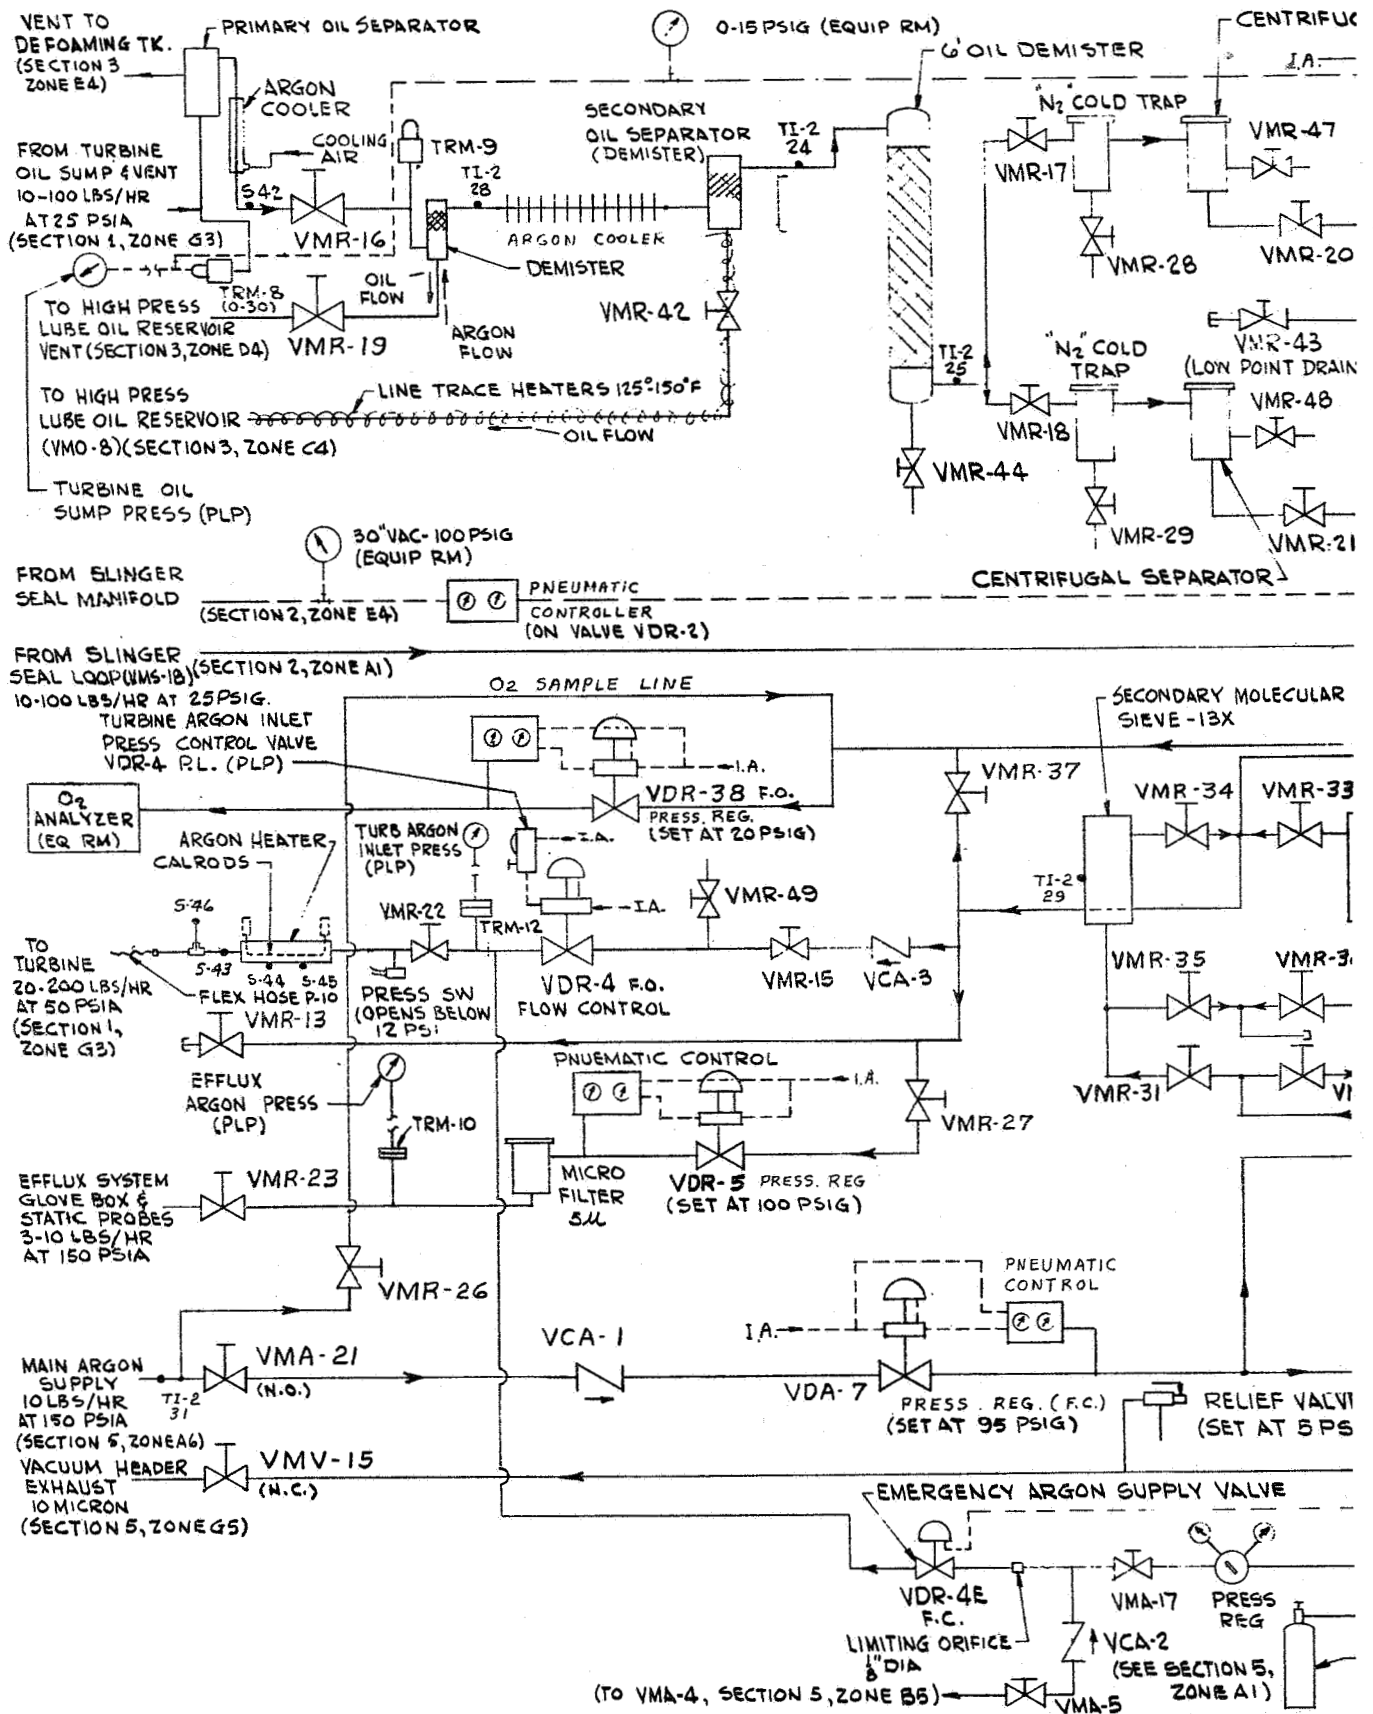 VENT TO
DEFOAMING TK.
(SECTION 3
ZONE E4)
PRIMARY OIL SEPARATOR
ARGON
COOLER
COOLING
AIR
FROM TURBINE
OIL SUMP & VENT
10-100 LBS/HR
AT 25 PSIA
(SECTION 1, ZONE G3)
S-42
VMR-16
TRM-9
TI-2
28
ARGON COOLER
DEMISTER
SECONDARY
OIL SEPARATOR
(DEMISTER)
TI-2
24
0-15 PSIG (EQUIP RM)
6' OIL DEMISTER
CENTRIFUG
I.A.
"N2" COLD TRAP
VMR-17
VMR-47
VMR-28
VMR-20
TRM-8
(0-30)
TO HIGH PRESS
LUBE OIL RESERVOIR
VENT (SECTION 3, ZONE D4)
VMR-19
OIL
FLOW
ARGON
FLOW
VMR-42
TI-2
25
VMR-43
(LOW POINT DRAIN
"N2" COLD
TRAP
VMR-48
VMR-18
TO HIGH PRESS
LUBE OIL RESERVOIR
(VMO-8)(SECTION 3, ZONE C4)
LINE TRACE HEATERS 125°-150°F
OIL FLOW
VMR-44
VMR-29
VMR-21
CENTRIFUGAL SEPARATOR
TURBINE OIL
SUMP PRESS (PLP)
30" VAC-100 PSIG
(EQUIP RM)
FROM SLINGER
SEAL MANIFOLD
(SECTION 2, ZONE E4)
PNEUMATIC
CONTROLLER
(ON VALVE VDR-2)
FROM SLINGER
SEAL LOOP (VMS-18)
10-100 LBS/HR AT 25 PSIG.
(SECTION 2, ZONE A1)
O2 SAMPLE LINE
TURBINE ARGON INLET
PRESS CONTROL VALVE
VDR-4 P.L. (PLP)
I.A.
VDR-38 F.O.
PRESS. REG.
(SET AT 20 PSIG)
VMR-37
SECONDARY MOLECULAR
SIEVE-13X
VMR-34
VMR-33
O2
ANALYZER
(EQ RM)
ARGON HEATER
CALRODS
TURB ARGON
INLET PRESS
(PLP)
I.A.
I.A.
TRM-12
VMR-49
TI-2
29
S-46
S-43
S-44
S-45
VMR-22
TO
TURBINE
20-200 LBS/HR
AT 50 PSIA
(SECTION 1,
ZONE G3)
FLEX HOSE P-10
VMR-13
PRESS SW
(OPENS BELOW
12 PSI
VDR-4 F.O.
FLOW CONTROL
VMR-15
VCA-3
VMR-35
VMR-3
VMR-31
EFFLUX
ARGON PRESS
(PLP)
TRM-10
PNUEMATIC CONTROL
I.A.
VMR-27
VDR-5 PRESS. REG
(SET AT 100 PSIG)
MICRO
FILTER
5µ
EFFLUX SYSTEM
GLOVE BOX &
STATIC PROBES
3-10 LBS/HR
AT 150 PSIA
VMR-23
VMR-26
PNEUMATIC
CONTROL
I.A.
VCA-1
VDA-7
PRESS. REG. (F.C.)
(SET AT 95 PSIG)
MAIN ARGON
SUPPLY
10 LBS/HR
AT 150 PSIA
(SECTION 5, ZONE A6)
TI-2
31
VMA-21
(N.O.)
RELIEF VALV
(SET AT 5 PS
VACUUM HEADER
EXHAUST
10 MICRON
(SECTION 5, ZONE G5)
VMV-15
(N.C.)
EMERGENCY ARGON SUPPLY VALVE
VDR-4E
F.C.
LIMITING ORIFICE
1/8" DIA
VMA-17
PRESS
REG
VCA-2
(SEE SECTION 5,
ZONE A1)
(TO VMA-4, SECTION 5, ZONE B5)
VMA-5